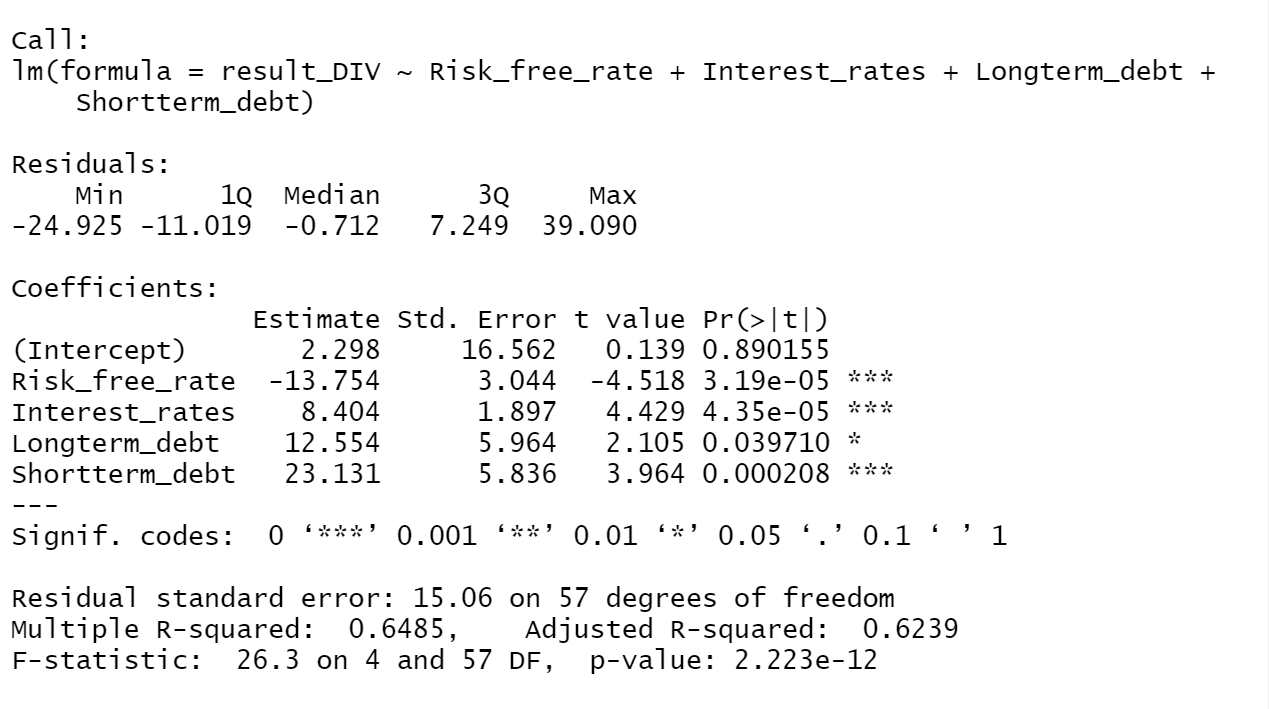 Call:
lm(formula = result_DIV ~ Risk_free_rate + Interest_rates + Longterm_debt +
    Shortterm_debt)

Residuals:
    Min      1Q  Median      3Q     Max
-24.925 -11.019  -0.712   7.249  39.090

Coefficients:
               Estimate Std. Error t value Pr(>|t|)
(Intercept)       2.298     16.562   0.139 0.890155
Risk_free_rate  -13.754      3.044  -4.518 3.19e-05 ***
Interest_rates    8.404      1.897   4.429 4.35e-05 ***
Longterm_debt    12.554      5.964   2.105 0.039710 *
Shortterm_debt   23.131      5.836   3.964 0.000208 ***
---
Signif. codes:  0 ‘***’ 0.001 ‘**’ 0.01 ‘*’ 0.05 ‘.’ 0.1 ‘ ’ 1

Residual standard error: 15.06 on 57 degrees of freedom
Multiple R-squared:  0.6485,    Adjusted R-squared:  0.6239
F-statistic:  26.3 on 4 and 57 DF,  p-value: 2.223e-12